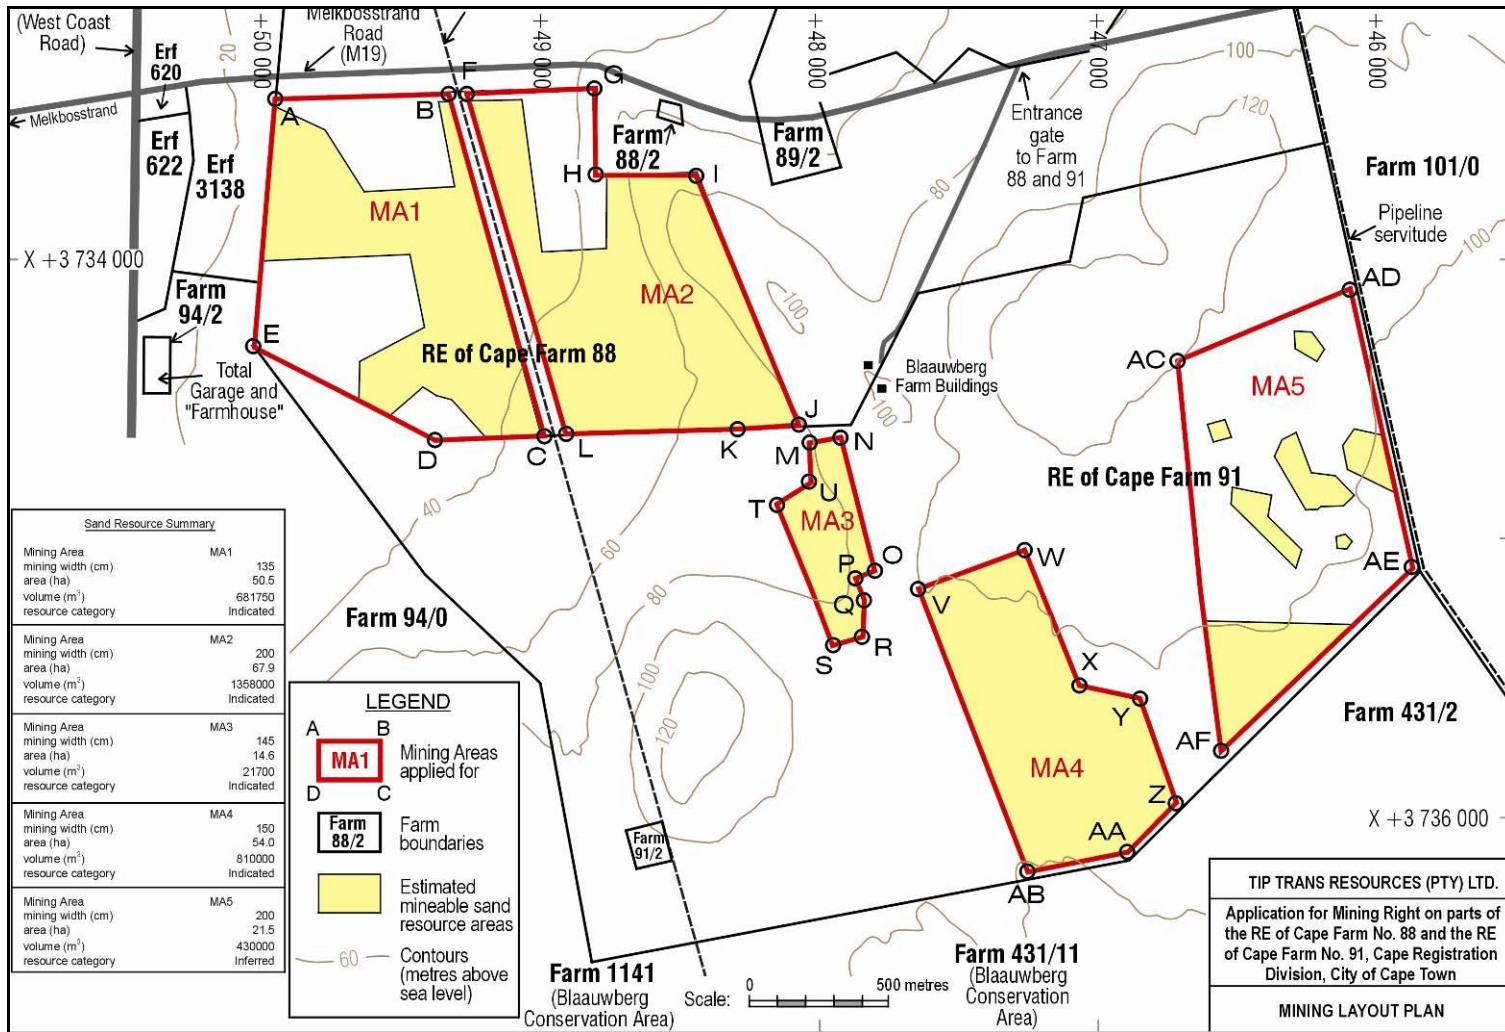 (West Coast
Road)
Melkbosstrand
Road
(M19)
+50 000
+49 000
+48 000
+47 000
+46 000
20
100
120
Erf
620
Melkbosstrand
Erf
622
Erf
3138
A
B
F
G
H
I
Farm
88/2
Farm
89/2
80
Entrance
gate
to Farm
88 and 91
Farm 101/0
Pipeline
servitude
100
MA1
X +3 734 000
MA2
100
AD
Farm
94/2
E
RE of Cape Farm 88
Total
Garage and
"Farmhouse"
Blaauwberg
Farm Buildings
100
AC
MA5
J
D
C
L
K
M
N
RE of Cape Farm 91
T
U
MA3
40
60
80
O
P
Q
R
S
V
W
AE
Farm 94/0
100
120
X
Y
Farm 431/2
AF
MA4
Z
AA
AB
X +3 736 000
Farm
91/2
Sand Resource Summary
Mining Area MA1
mining width (cm) 135
area (ha) 50.5
volume (m³) 681750
resource category Indicated
Mining Area MA2
mining width (cm) 200
area (ha) 67.9
volume (m³) 1358000
resource category Indicated
Mining Area MA3
mining width (cm) 145
area (ha) 14.6
volume (m³) 21700
resource category Indicated
Mining Area MA4
mining width (cm) 150
area (ha) 54.0
volume (m³) 810000
resource category Indicated
Mining Area MA5
mining width (cm) 200
area (ha) 21.5
volume (m³) 430000
resource category Inferred
LEGEND
A B
MA1
D C
Mining Areas
applied for
Farm
88/2
Farm
boundaries
Estimated
mineable sand
resource areas
60
Contours
(metres above
sea level)
Farm 1141
(Blaauwberg
Conservation Area)
Scale: 0 500 metres
Farm 431/11
(Blaauwberg
Conservation
Area)
TIP TRANS RESOURCES (PTY) LTD.
Application for Mining Right on parts of
the RE of Cape Farm No. 88 and the RE
of Cape Farm No. 91, Cape Registration
Division, City of Cape Town
MINING LAYOUT PLAN